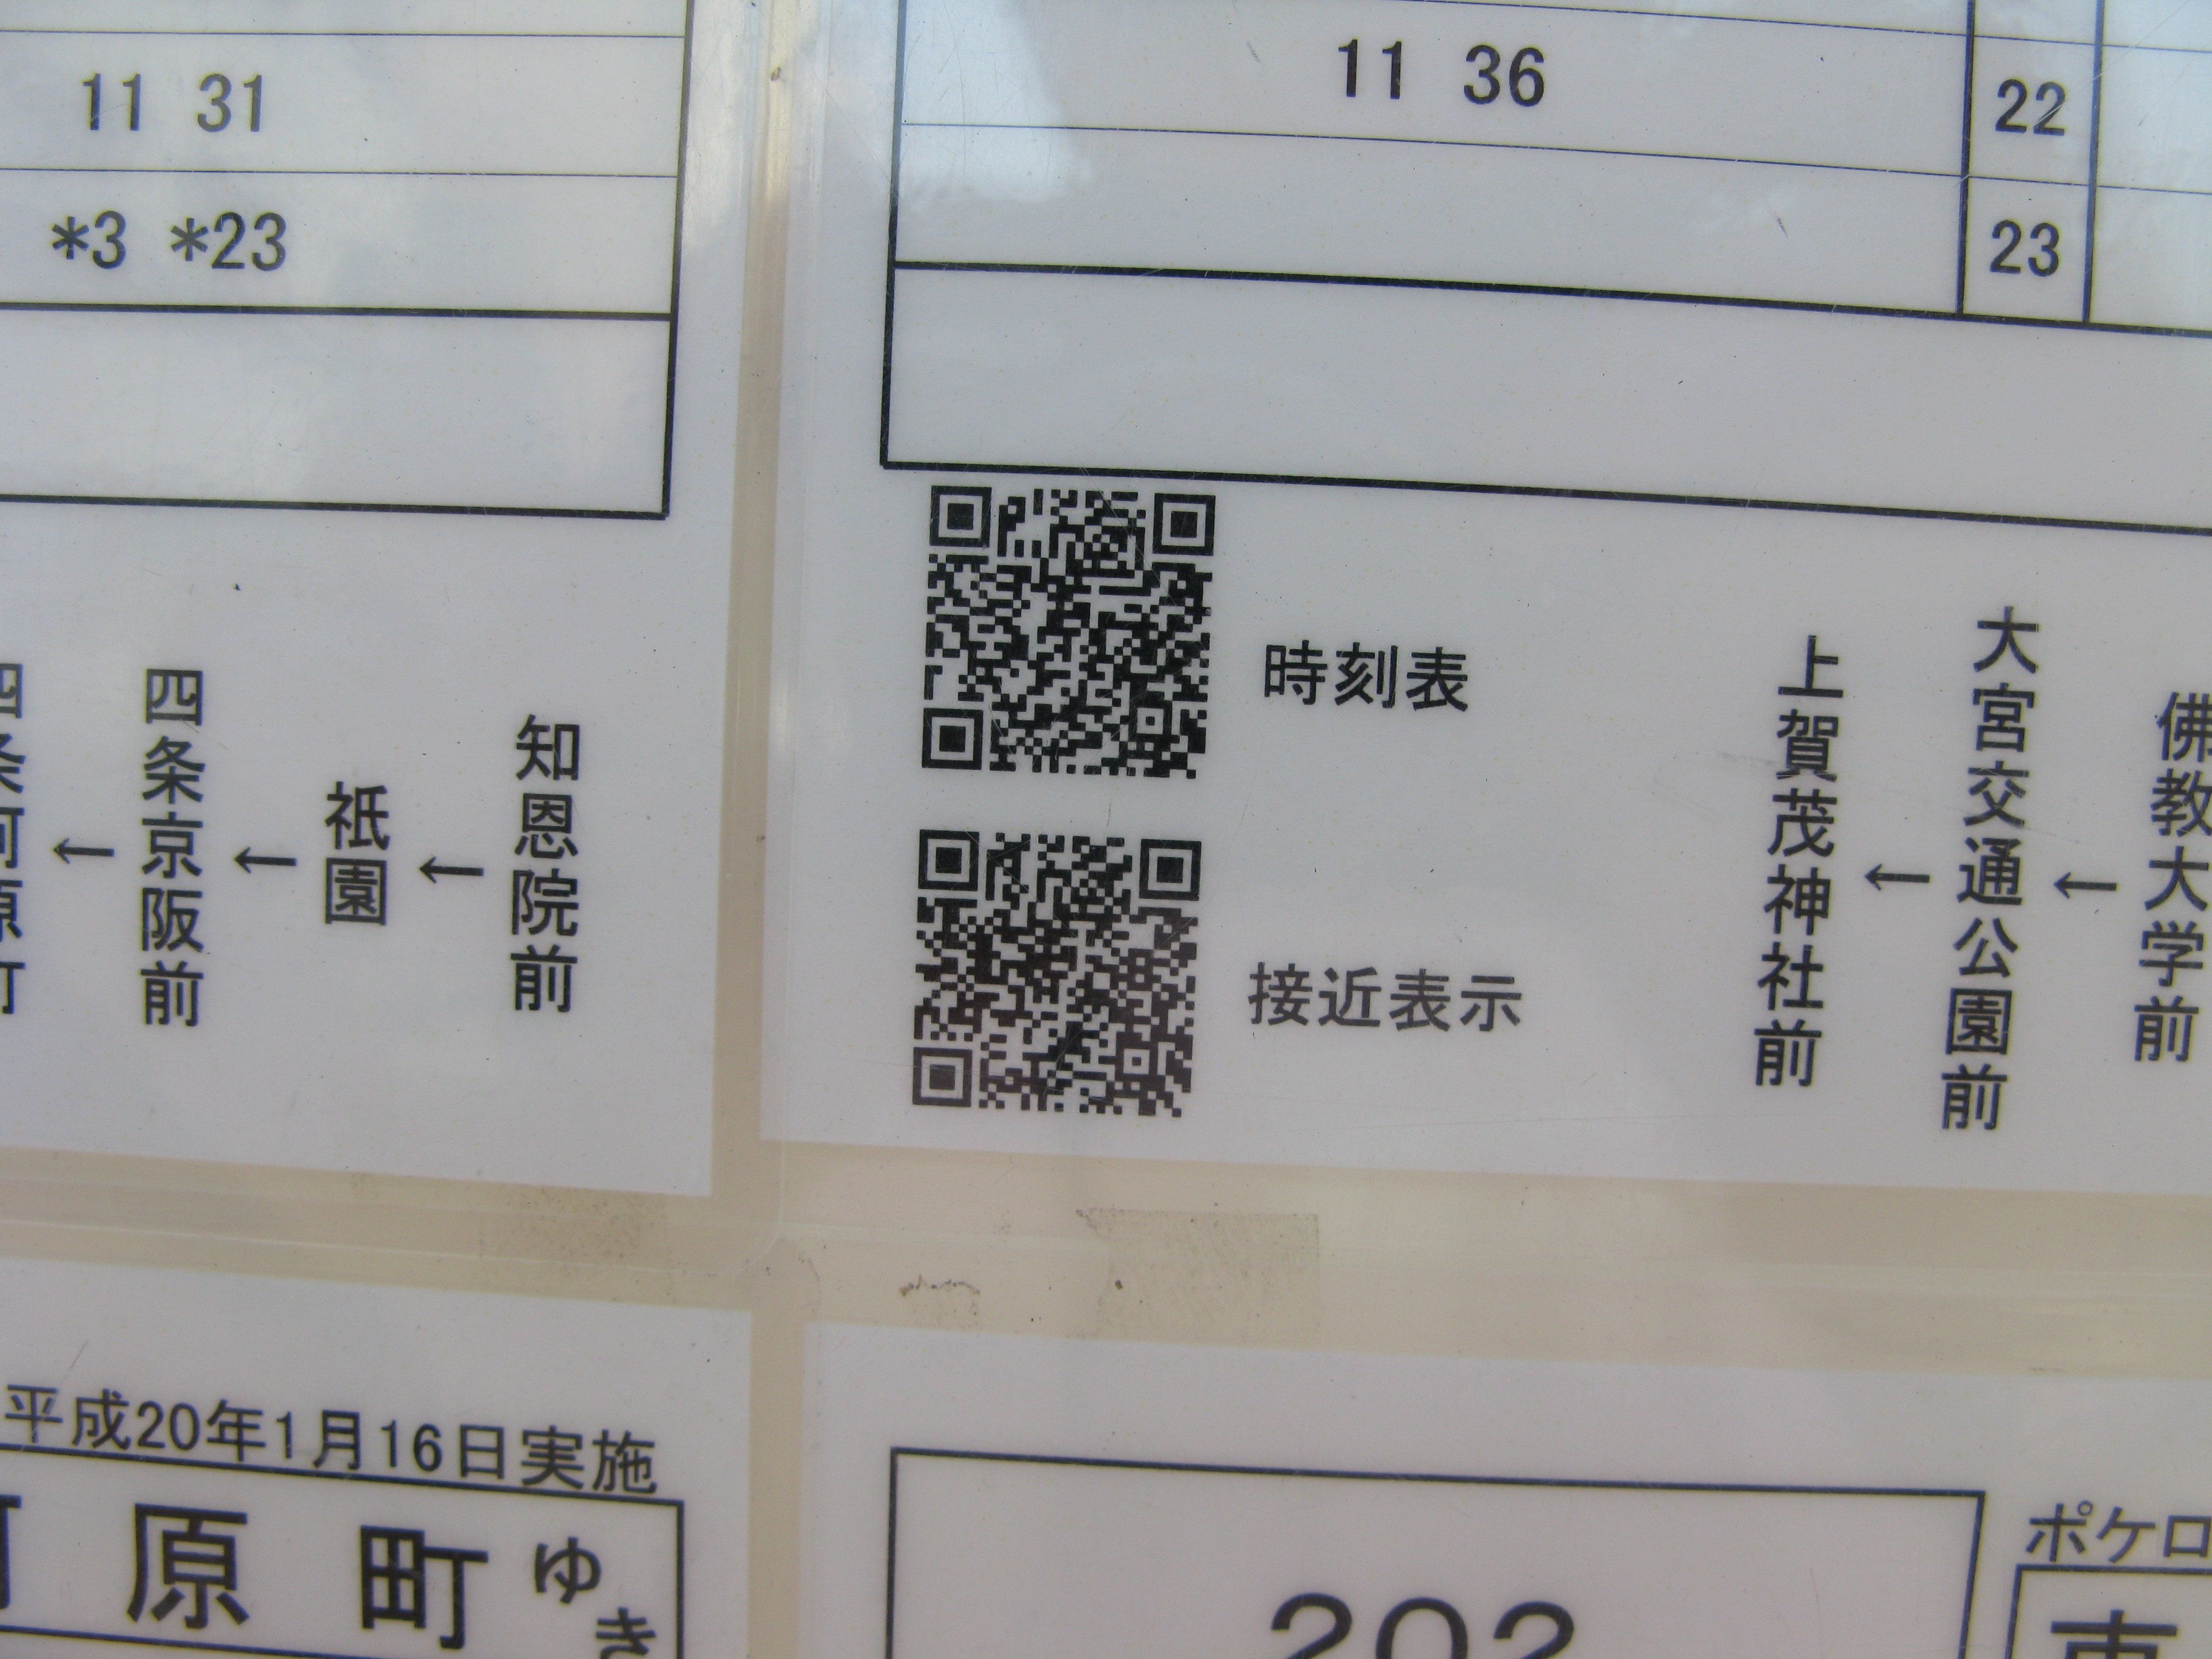 11 31
*3 *23
11 36
22
23
時刻表
接近表示
佛教大学前
←
大宮交通公園前
←
上賀茂神社前
知恩院前
←
祇園
←
四条京阪前
←
四条河原町
平成20年1月16日実施
原町ゆき
202
ポケロ